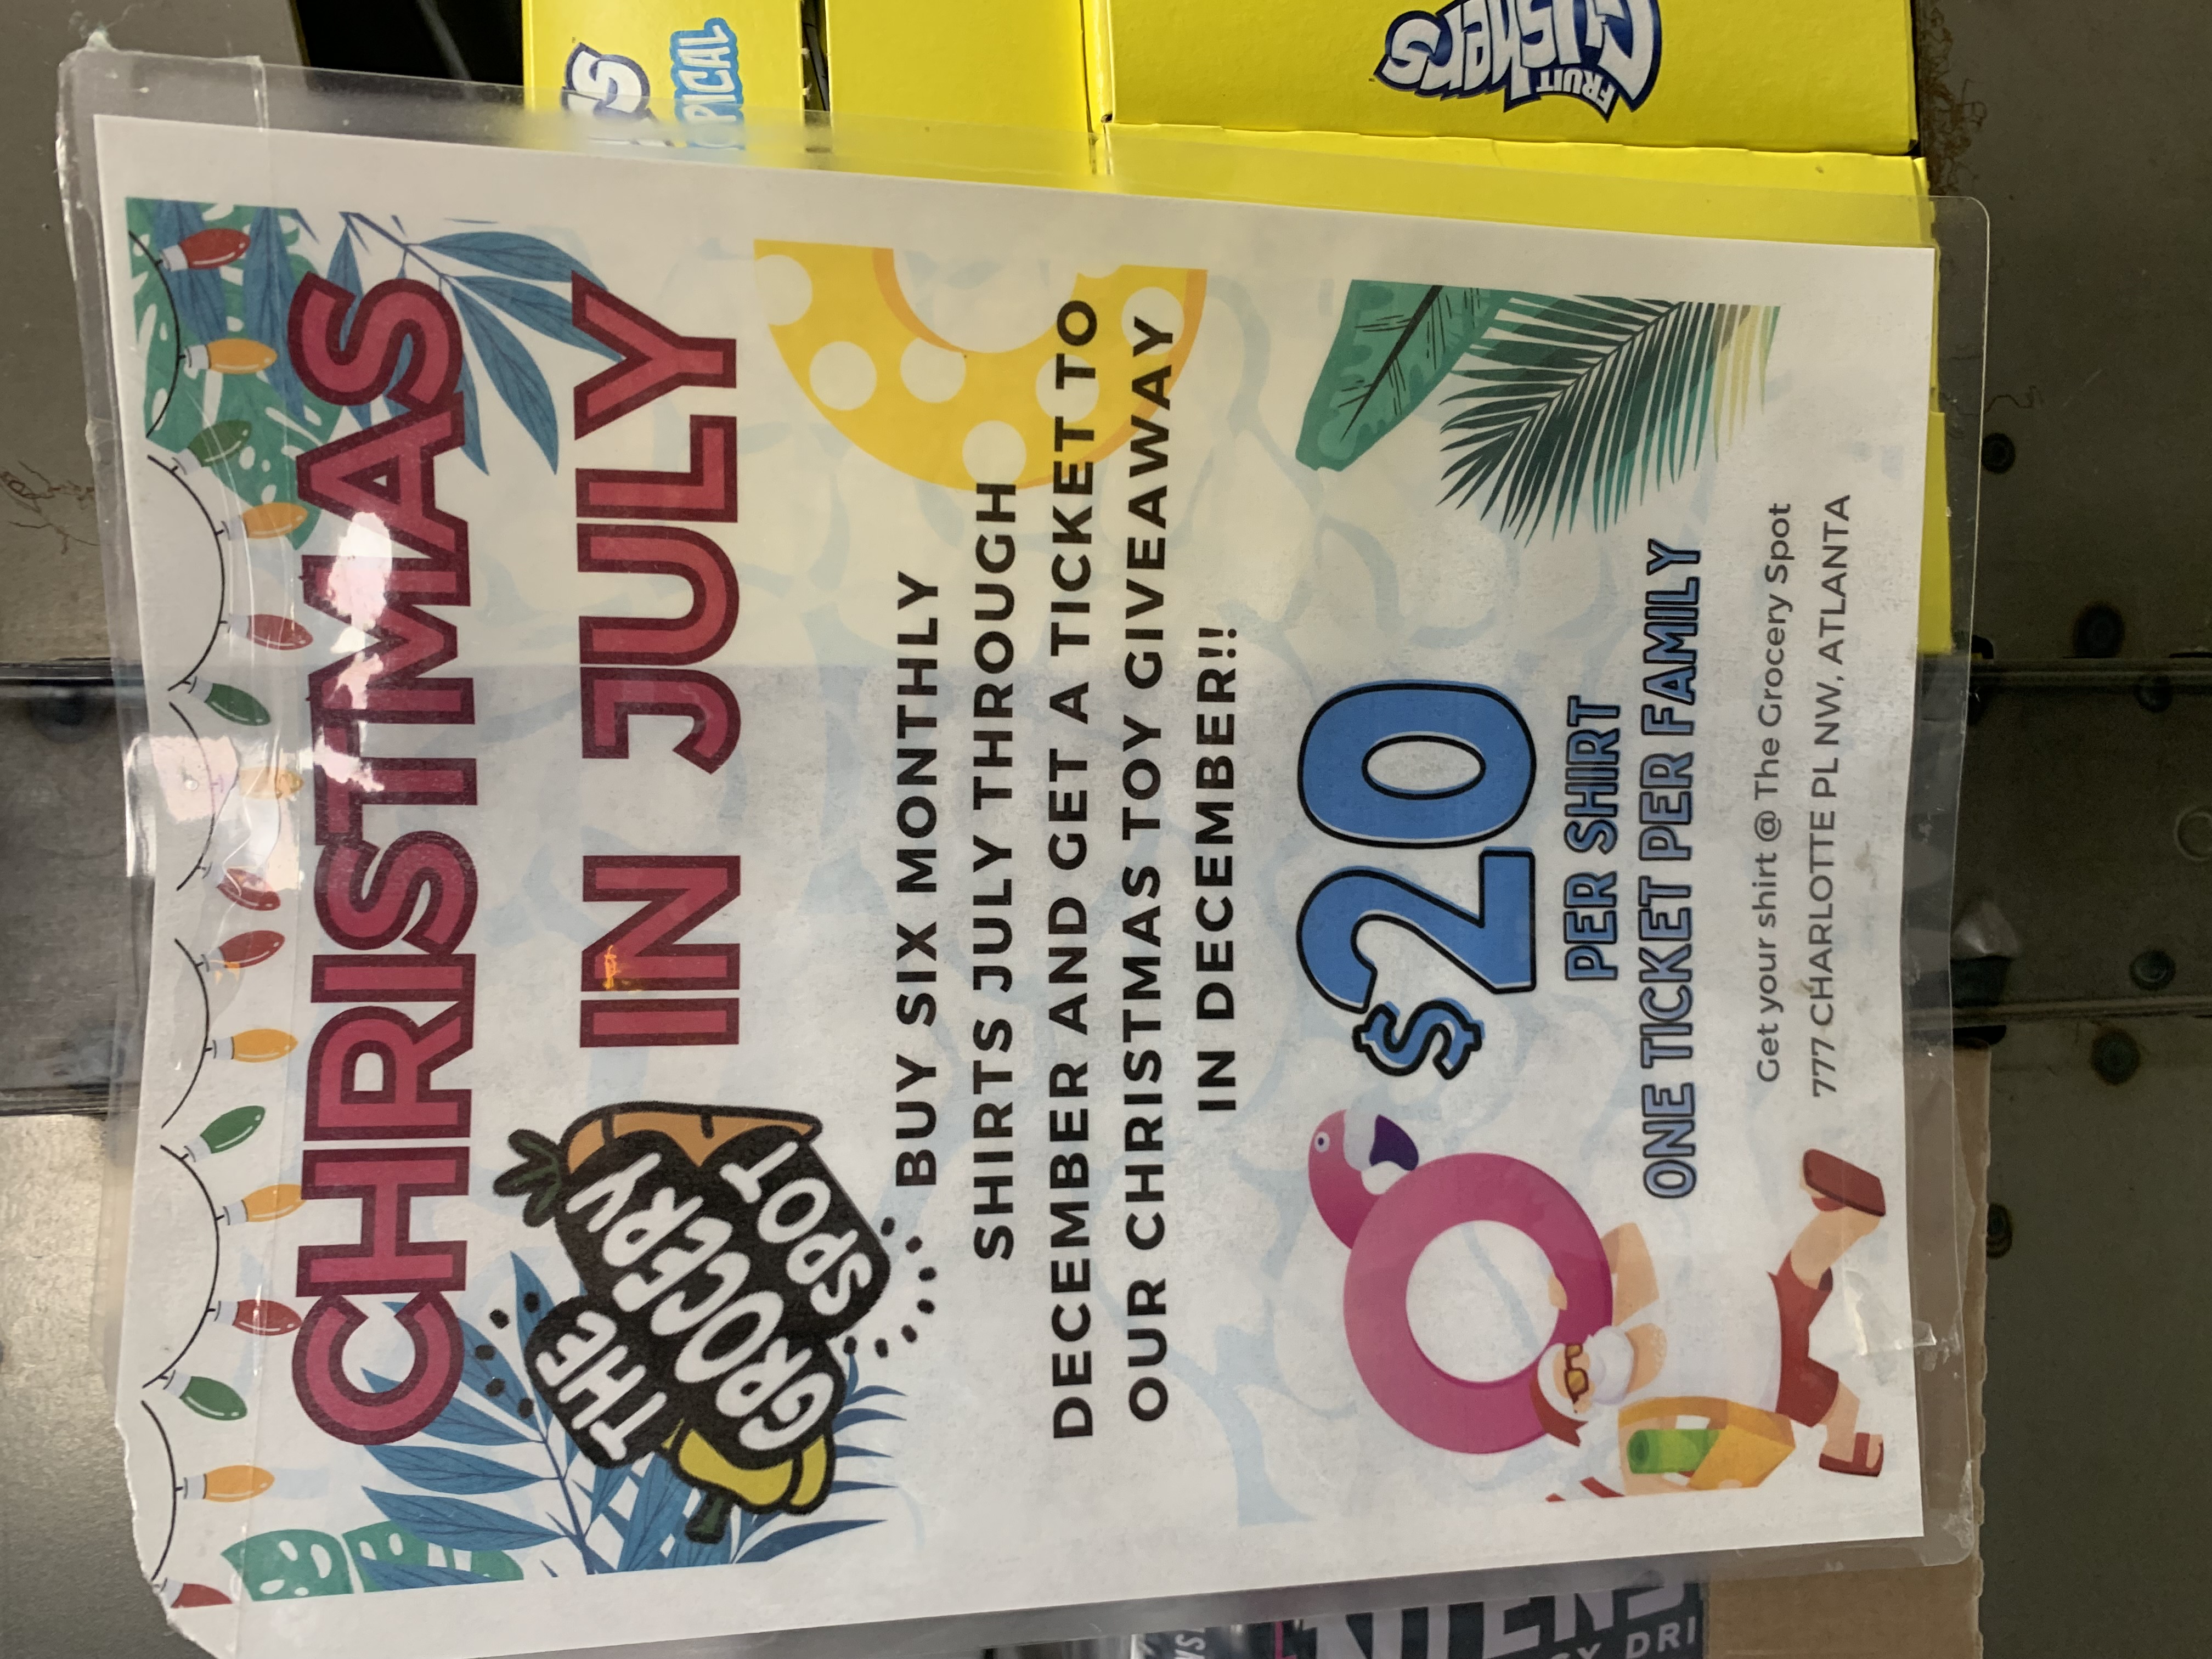 CHRISTMAS
IN JULY
THE
GROCERY
SPOT
BUY SIX MONTHLY
SHIRTS JULY THROUGH
DECEMBER AND GET A TICKET TO
OUR CHRISTMAS TOY GIVEAWAY
IN DECEMBER!!
$20
PER SHIRT
ONE TICKET PER FAMILY
Get your shirt @ The Grocery Spot
777 CHARLOTTE PL NW, ATLANTA
FRUIT
GUSHERS
DRI